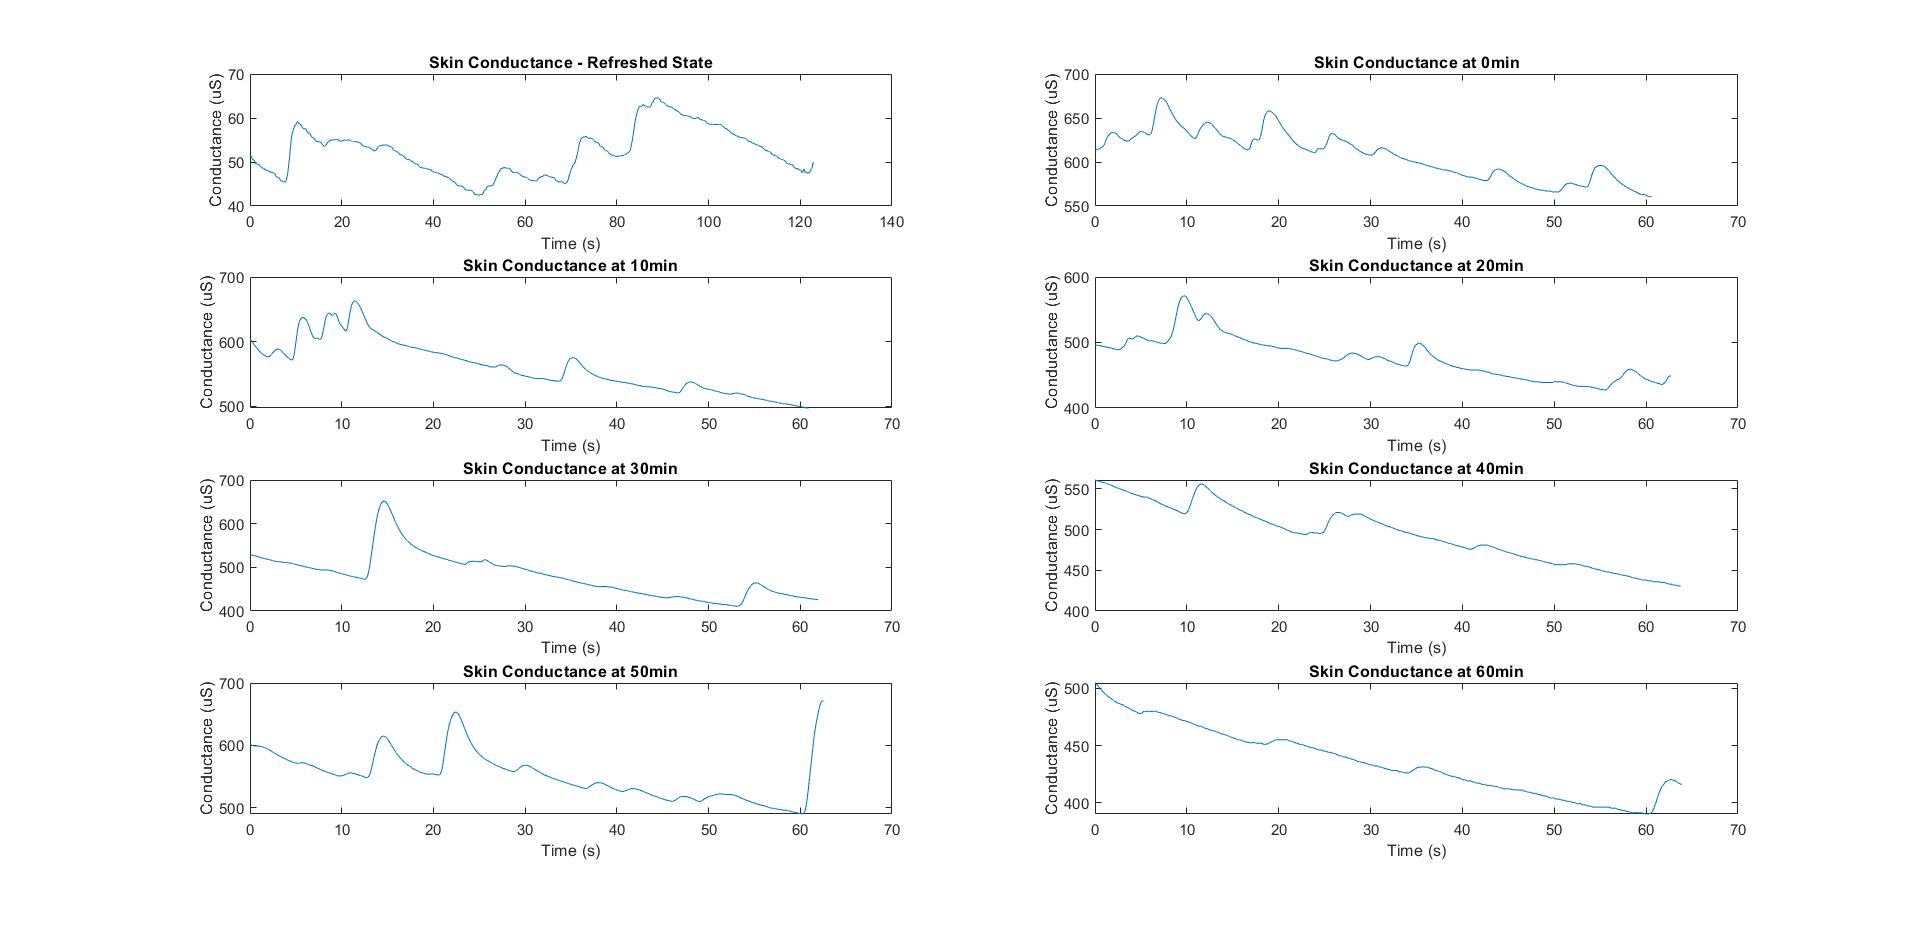 Skin Conductance - Refreshed State
Conductance (uS)
70
60
50
40
0 20 40 60 80 100 120 140
Time (s)
Skin Conductance at 0min
Conductance (uS)
700
650
600
550
0 10 20 30 40 50 60 70
Time (s)
Skin Conductance at 10min
Conductance (uS)
700
600
500
0 10 20 30 40 50 60 70
Time (s)
Skin Conductance at 20min
Conductance (uS)
600
500
400
0 10 20 30 40 50 60 70
Time (s)
Skin Conductance at 30min
Conductance (uS)
700
600
500
400
0 10 20 30 40 50 60 70
Time (s)
Skin Conductance at 40min
Conductance (uS)
550
500
450
400
0 10 20 30 40 50 60 70
Time (s)
Skin Conductance at 50min
Conductance (uS)
700
600
500
0 10 20 30 40 50 60 70
Time (s)
Skin Conductance at 60min
Conductance (uS)
500
450
400
0 10 20 30 40 50 60 70
Time (s)